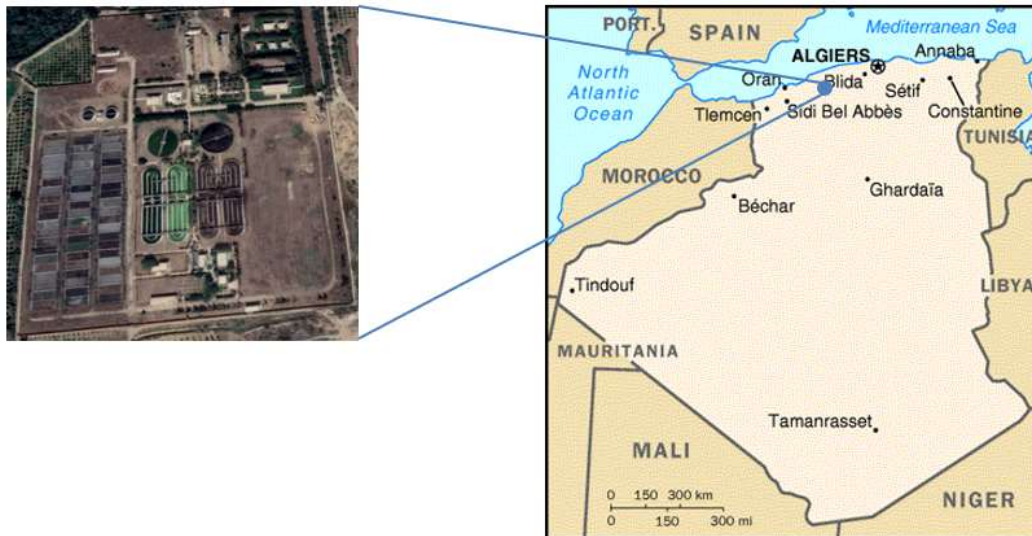 PORT.
SPAIN
Mediterranean Sea
ALGIERS
Annaba
North
Atlantic
Ocean
Oran
Blida
Sétif
Tlemcen
Sidi Bel Abbès
Constantine
TUNISIA
MOROCCO
Ghardaïa
Béchar
Tindouf
LIBYA
MAURITANIA
Tamanrasset
MALI
0 150 300 km
0 150 300 mi
NIGER